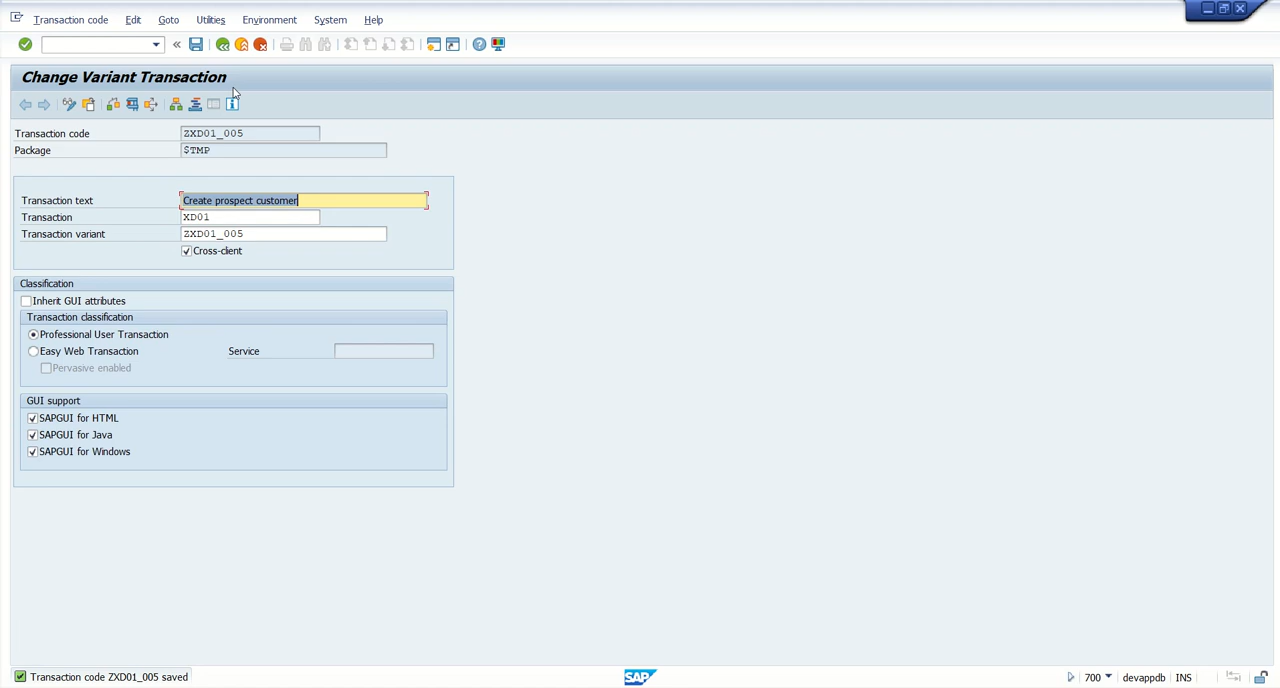 Transaction code Edit Goto Utilities Environment System Help
Change Variant Transaction
Transaction code ZXD01_005
Package $TMP
Transaction text Create prospect customer
Transaction XD01
Transaction variant ZXD01_005
Cross-client
Classification
Inherit GUI attributes
Transaction classification
Professional User Transaction
Easy Web Transaction Service
Pervasive enabled
GUI support
SAPGUI for HTML
SAPGUI for Java
SAPGUI for Windows
Transaction code ZXD01_005 saved SAP 700 devappdb INS